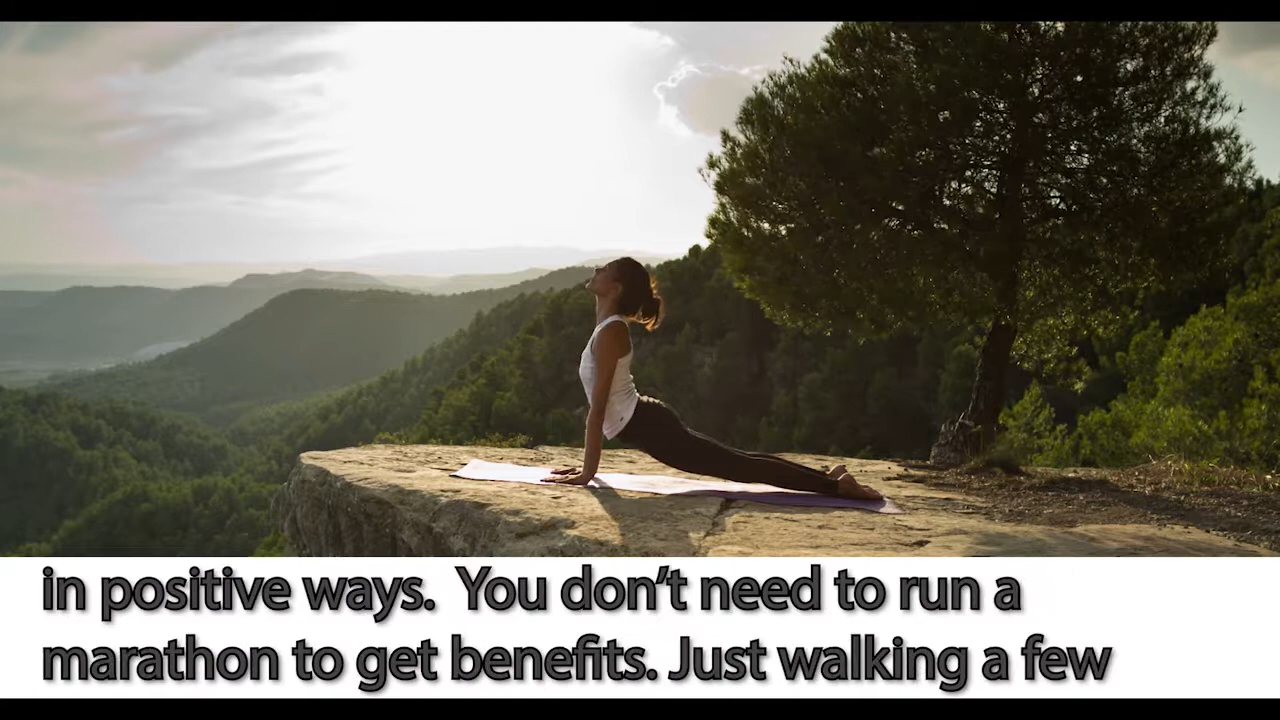 in positive ways.  You don’t need to run a
marathon to get benefits. Just walking a few